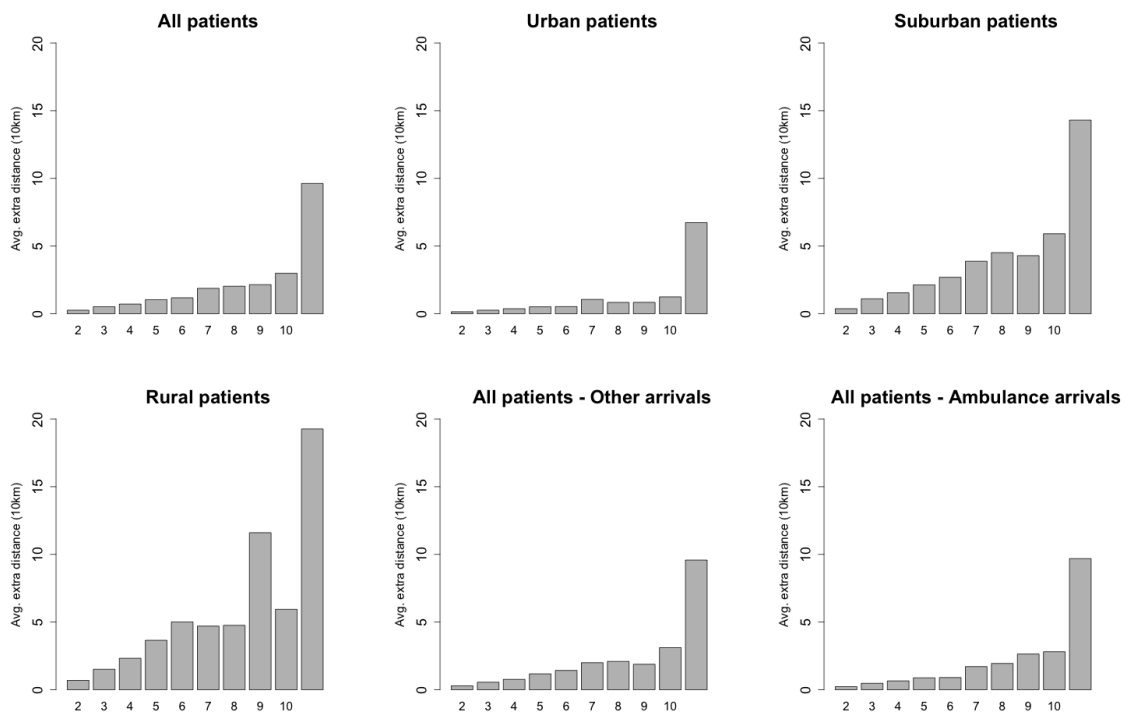 All patients
Avg. extra distance (10km)
0 5 10 15 20
2 3 4 5 6 7 8 9 10
Urban patients
Avg. extra distance (10km)
0 5 10 15 20
2 3 4 5 6 7 8 9 10
Suburban patients
Avg. extra distance (10km)
0 5 10 15 20
2 3 4 5 6 7 8 9 10
Rural patients
Avg. extra distance (10km)
0 5 10 15 20
2 3 4 5 6 7 8 9 10
All patients - Other arrivals
Avg. extra distance (10km)
0 5 10 15 20
2 3 4 5 6 7 8 9 10
All patients - Ambulance arrivals
Avg. extra distance (10km)
0 5 10 15 20
2 3 4 5 6 7 8 9 10